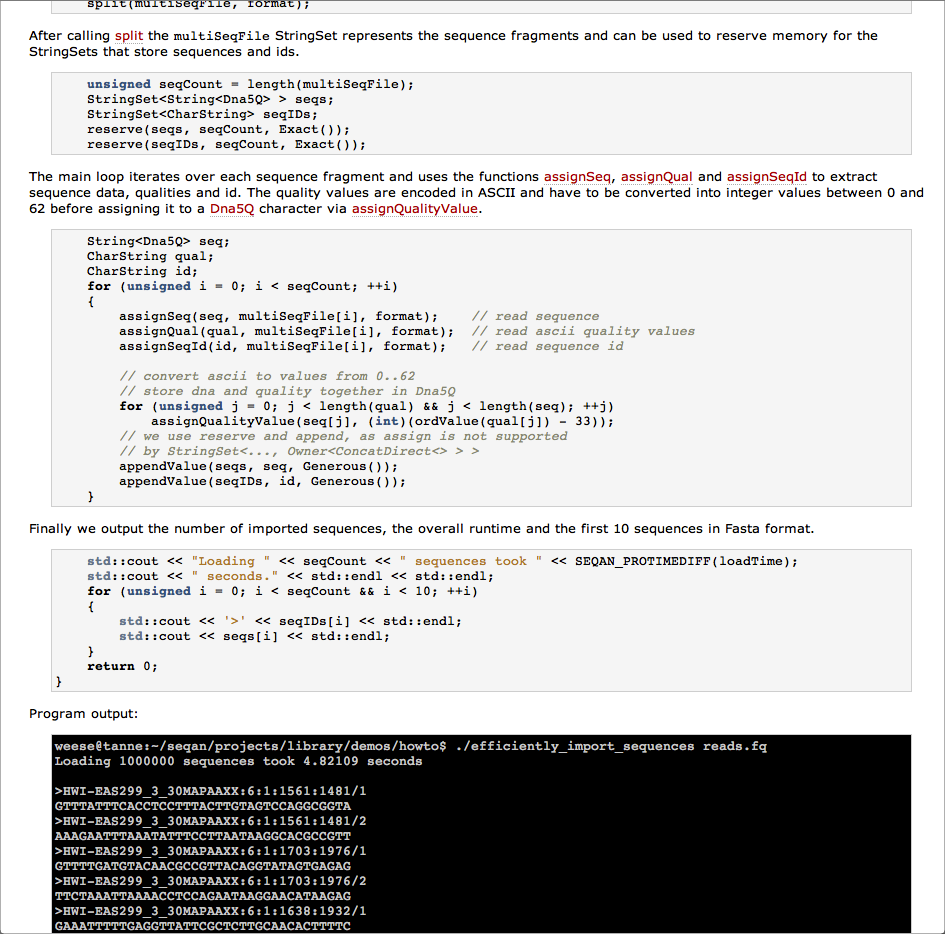 split(multiSeqFile, format);
After calling split the multiSeqFile StringSet represents the sequence fragments and can be used to reserve memory for the
StringSets that store sequences and ids.
unsigned seqCount = length(multiSeqFile);
StringSet<String<Dna5Q> > seqs;
StringSet<CharString> seqIDs;
reserve(seqs, seqCount, Exact());
reserve(seqIDs, seqCount, Exact());
The main loop iterates over each sequence fragment and uses the functions assignSeq, assignQual and assignSeqId to extract
sequence data, qualities and id. The quality values are encoded in ASCII and have to be converted into integer values between 0 and
62 before assigning it to a Dna5Q character via assignQualityValue.
String<Dna5Q> seq;
CharString qual;
CharString id;
for (unsigned i = 0; i < seqCount; ++i)
{
assignSeq(seq, multiSeqFile[i], format); // read sequence
assignQual(qual, multiSeqFile[i], format); // read ascii quality values
assignSeqId(id, multiSeqFile[i], format); // read sequence id
// convert ascii to values from 0..62
// store dna and quality together in Dna5Q
for (unsigned j = 0; j < length(qual) && j < length(seq); ++j)
assignQualityValue(seq[j], (int)(ordValue(qual[j]) - 33));
// we use reserve and append, as assign is not supported
// by StringSet<..., Owner<ConcatDirect<> > >
appendValue(seqs, seq, Generous());
appendValue(seqIDs, id, Generous());
}
Finally we output the number of imported sequences, the overall runtime and the first 10 sequences in Fasta format.
std::cout << "Loading " << seqCount << " sequences took " << SEQAN_PROTIMEDIFF(loadTime);
std::cout << " seconds." << std::endl << std::endl;
for (unsigned i = 0; i < seqCount && i < 10; ++i)
{
std::cout << '>' << seqIDs[i] << std::endl;
std::cout << seqs[i] << std::endl;
}
return 0;
}
Program output:
weese@tanne:~/seqan/projects/library/demos/howto$ ./efficiently_import_sequences reads.fq
Loading 1000000 sequences took 4.82109 seconds
>HWI-EAS299_3_30MAPAAXX:6:1:1561:1481/1
GTTTATTTCACCTCCTTTACTTGTAGTCCAGGCGGTA
>HWI-EAS299_3_30MAPAAXX:6:1:1561:1481/2
AAAGAATTTAAATATTTCCTTAATAAGGCACGCCGTT
>HWI-EAS299_3_30MAPAAXX:6:1:1703:1976/1
GTTTTGATGTACAACGCCGTTACAGGTATAGTGAGAG
>HWI-EAS299_3_30MAPAAXX:6:1:1703:1976/2
TTCTAAATTAAAACCTCCAGAATAAGGAACATAAGAG
>HWI-EAS299_3_30MAPAAXX:6:1:1638:1932/1
GAAATTTTTGAGGTTATTCGCTCTTGCAACACTTTTC